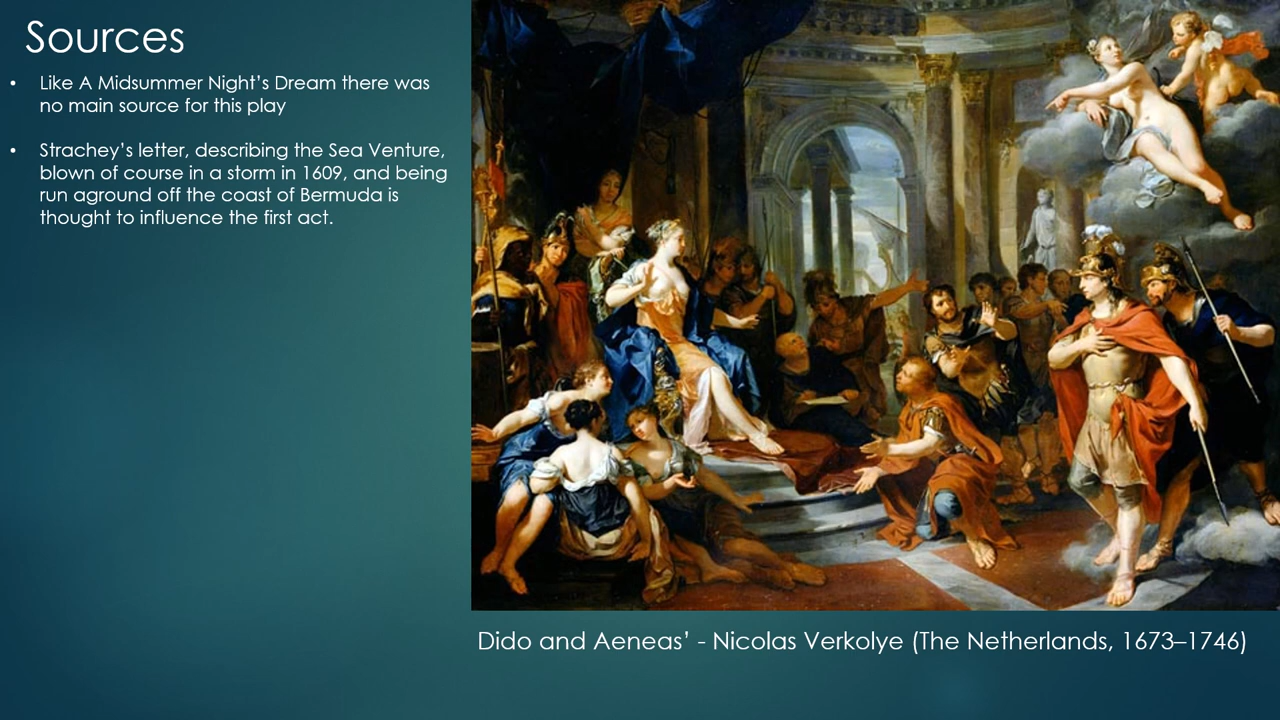 Sources
• Like A Midsummer Night's Dream there was
no main source for this play
• Strachey's letter, describing the Sea Venture,
blown of course in a storm in 1609, and being
run aground off the coast of Bermuda is
thought to influence the first act.
Dido and Aeneas' - Nicolas Verkolye (The Netherlands, 1673–1746)